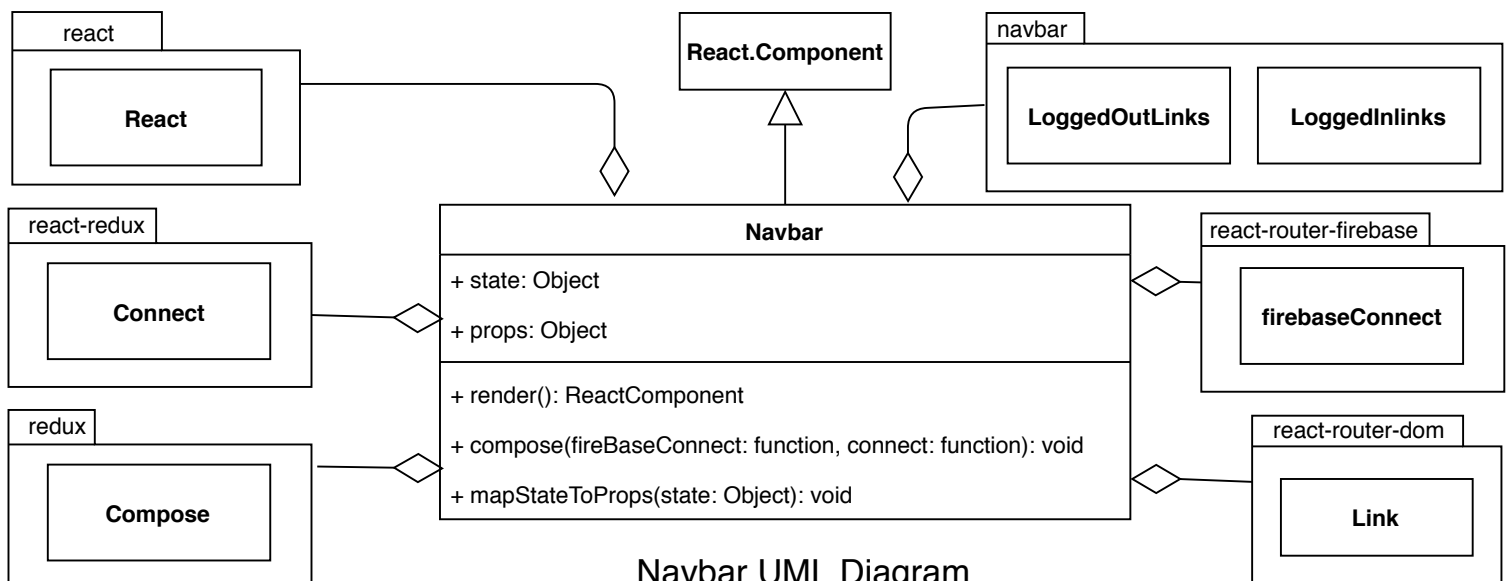 react
React
React.Component
navbar
LoggedOutLinks
LoggedInlinks
react-redux
Connect
Navbar
+ state: Object
+ props: Object
+ render(): ReactComponent
+ compose(fireBaseConnect: function, connect: function): void
+ mapStateToProps(state: Object): void
react-router-firebase
firebaseConnect
redux
Compose
react-router-dom
Link
Navbar UML Diagram